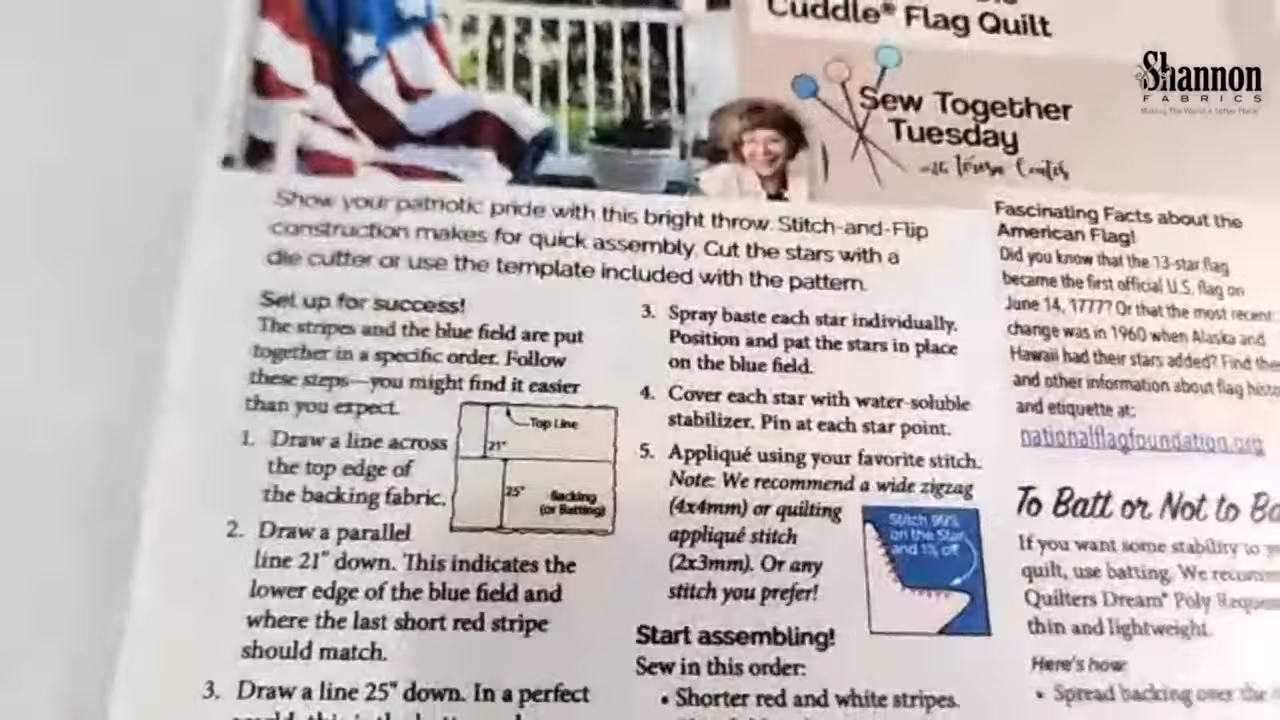 Cuddle® Flag Quilt
Shannon
FABRICS
Sew Together
Tuesday
Show your patriotic pride with this bright throw. Stitch-and-Flip
construction makes for quick assembly. Cut the stars with a
die cutter or use the template included with the pattern.
Set up for success!
The stripes and the blue field are put
together in a specific order. Follow
these steps—you might find it easier
than you expect.
1. Draw a line across
the top edge of
the backing fabric.
Top Line
21"
25"
Backing
(or Batting)
2. Draw a parallel
line 21" down. This indicates the
lower edge of the blue field and
where the last short red stripe
should match.
3. Draw a line 25" down. In a perfect
3. Spray baste each star individually.
Position and pat the stars in place
on the blue field.
4. Cover each star with water-soluble
stabilizer. Pin at each star point.
5. Appliqué using your favorite stitch.
Note: We recommend a wide zigzag
(4x4mm) or quilting
appliqué stitch
(2x3mm). Or any
stitch you prefer!
Stitch 99%
on the Star
and 1% off
Start assembling!
Sew in this order:
• Shorter red and white stripes.
Fascinating Facts about the
American Flag!
Did you know that the 13-star flag
became the first official U.S. flag on
June 14, 1777? Or that the most recent
change was in 1960 when Alaska and
Hawaii had their stars added? Find the
and other information about flag
and etiquette at:
nationalflagfoundation.org
To Batt or Not to
If you want some stability to
quilt, use batting. We
Quilters Dream® Poly
thin and lightweight.
Here's how:
• Spread backing over the